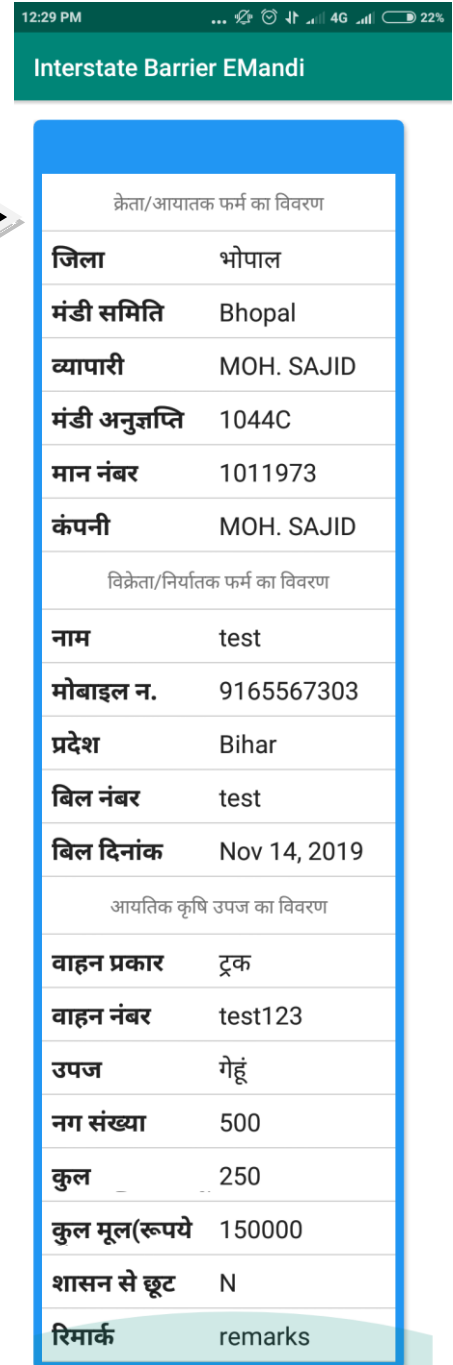 12:29 PM ... 4G 22%
Interstate Barrier EMandi
क्रेता/आयातक फर्म का विवरण
जिला भोपाल
मंडी समिति Bhopal
व्यापारी MOH. SAJID
मंडी अनुज्ञप्ति 1044C
मान नंबर 1011973
कंपनी MOH. SAJID
विक्रेता/निर्यातक फर्म का विवरण
नाम test
मोबाइल न. 9165567303
प्रदेश Bihar
बिल नंबर test
बिल दिनांक Nov 14, 2019
आयतिक कृषि उपज का विवरण
वाहन प्रकार ट्रक
वाहन नंबर test123
उपज गेहूं
नग संख्या 500
कुल 250
कुल मूल(रूपये 150000
शासन से छूट N
रिमार्क remarks